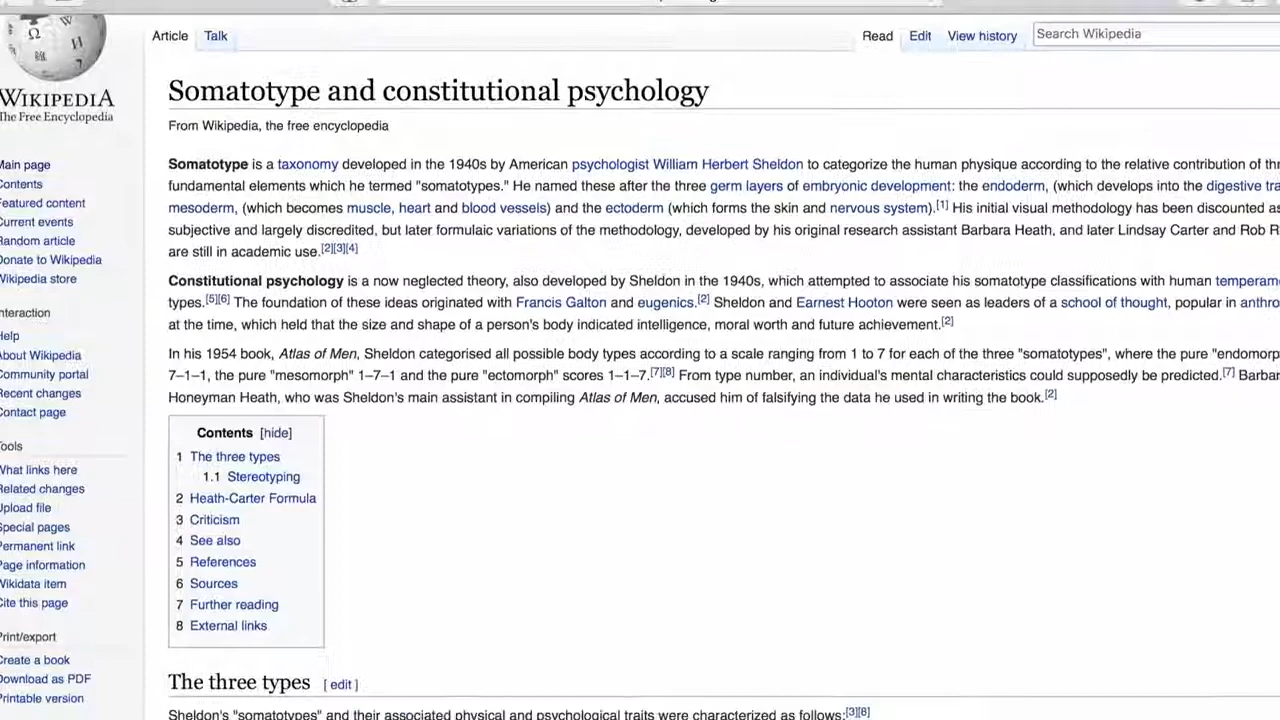 Article Talk Read Edit View history Search Wikipedia
WIKIPEDIA
The Free Encyclopedia
Somatotype and constitutional psychology
From Wikipedia, the free encyclopedia
Somatotype is a taxonomy developed in the 1940s by American psychologist William Herbert Sheldon to categorize the human physique according to the relative contribution of
fundamental elements which he termed "somatotypes." He named these after the three germ layers of embryonic development: the endoderm, (which develops into the digestive
mesoderm, (which becomes muscle, heart and blood vessels) and the ectoderm (which forms the skin and nervous system).[1] His initial visual methodology has been discounted as
subjective and largely discredited, but later formulaic variations of the methodology, developed by his original research assistant Barbara Heath, and later Lindsay Carter and Rob
are still in academic use.[2][3][4]
Constitutional psychology is a now neglected theory, also developed by Sheldon in the 1940s, which attempted to associate his somatotype classifications with human
types.[5][6] The foundation of these ideas originated with Francis Galton and eugenics.[2] Sheldon and Earnest Hooton were seen as leaders of a school of thought, popular in
at the time, which held that the size and shape of a person's body indicated intelligence, moral worth and future achievement.[2]
In his 1954 book, Atlas of Men, Sheldon categorised all possible body types according to a scale ranging from 1 to 7 for each of the three "somatotypes", where the pure
7–1–1, the pure "mesomorph" 1–7–1 and the pure "ectomorph" scores 1–1–7.[7][8] From type number, an individual's mental characteristics could supposedly be predicted.[7]
Honeyman Heath, who was Sheldon's main assistant in compiling Atlas of Men, accused him of falsifying the data he used in writing the book.[2]
Contents [hide]
1 The three types
1.1 Stereotyping
2 Heath-Carter Formula
3 Criticism
4 See also
5 References
6 Sources
7 Further reading
8 External links
The three types [ edit ]
Sheldon's "somatotypes" and their associated physical and psychological traits were characterized as follows:[3][8]
Main page
Contents
Featured content
Current events
Random article
Donate to Wikipedia
Wikipedia store
Interaction
Help
About Wikipedia
Community portal
Recent changes
Contact page
Tools
What links here
Related changes
Upload file
Special pages
Permanent link
Page information
Wikidata item
Cite this page
Print/export
Create a book
Download as PDF
Printable version